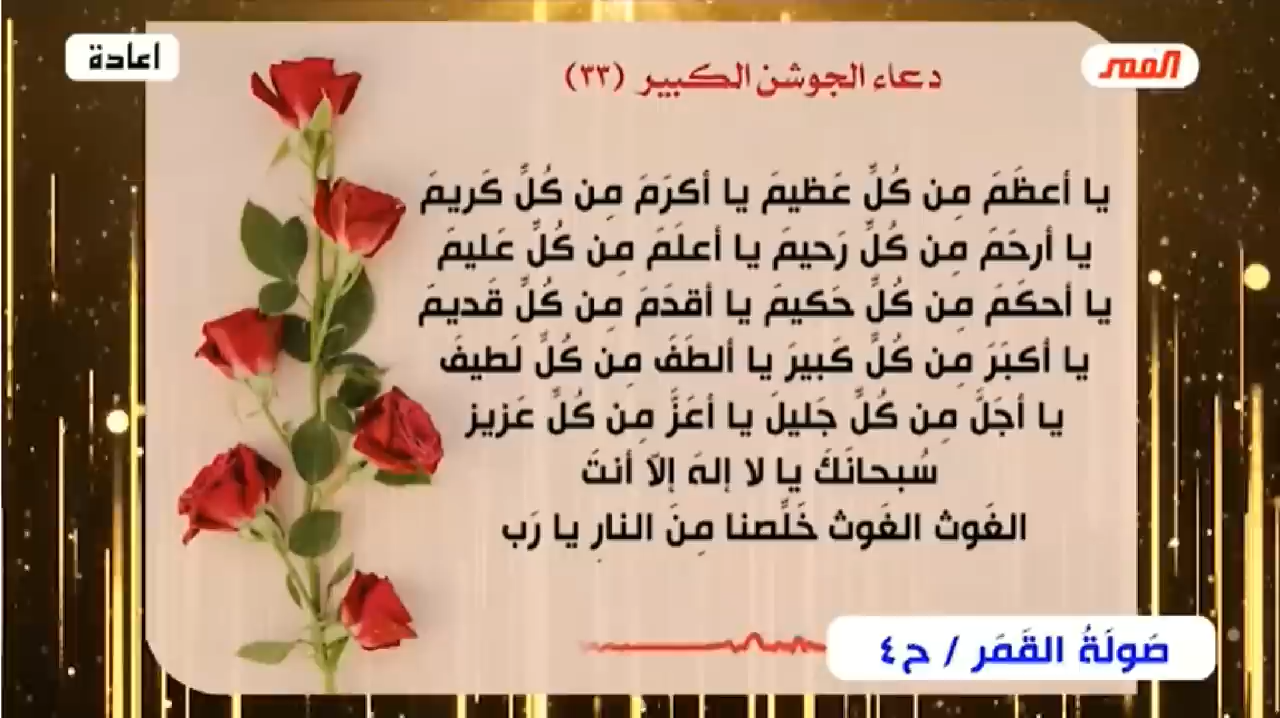 القمر
اعادة
دعاء الجوشن الكبير (٣٣)
يا أعظَمَ مِن كُلِّ عَظيمَ يا أكرَمَ مِن كُلِّ كَريمَ
يا أرحَمَ مِن كُلِّ رَحيمَ يا أعلَمَ مِن كُلِّ عَليمَ
يا أحكَمَ مِن كُلِّ حَكيمَ يا أقدَمَ مِن كُلِّ قَديمَ
يا أكبَرَ مِن كُلِّ كَبيرَ يا ألطَفَ مِن كُلِّ لَطيفَ
يا أجَلَّ مِن كُلِّ جَليلَ يا أعَزَّ مِن كُلِّ عَزيز
سُبحانَكَ يا لا إلهَ إلاّ أنتَ
الغَوث الغَوث خَلِّصنا مِنَ النارِ يا رَب
صَولَةُ القَمَر / ح٤